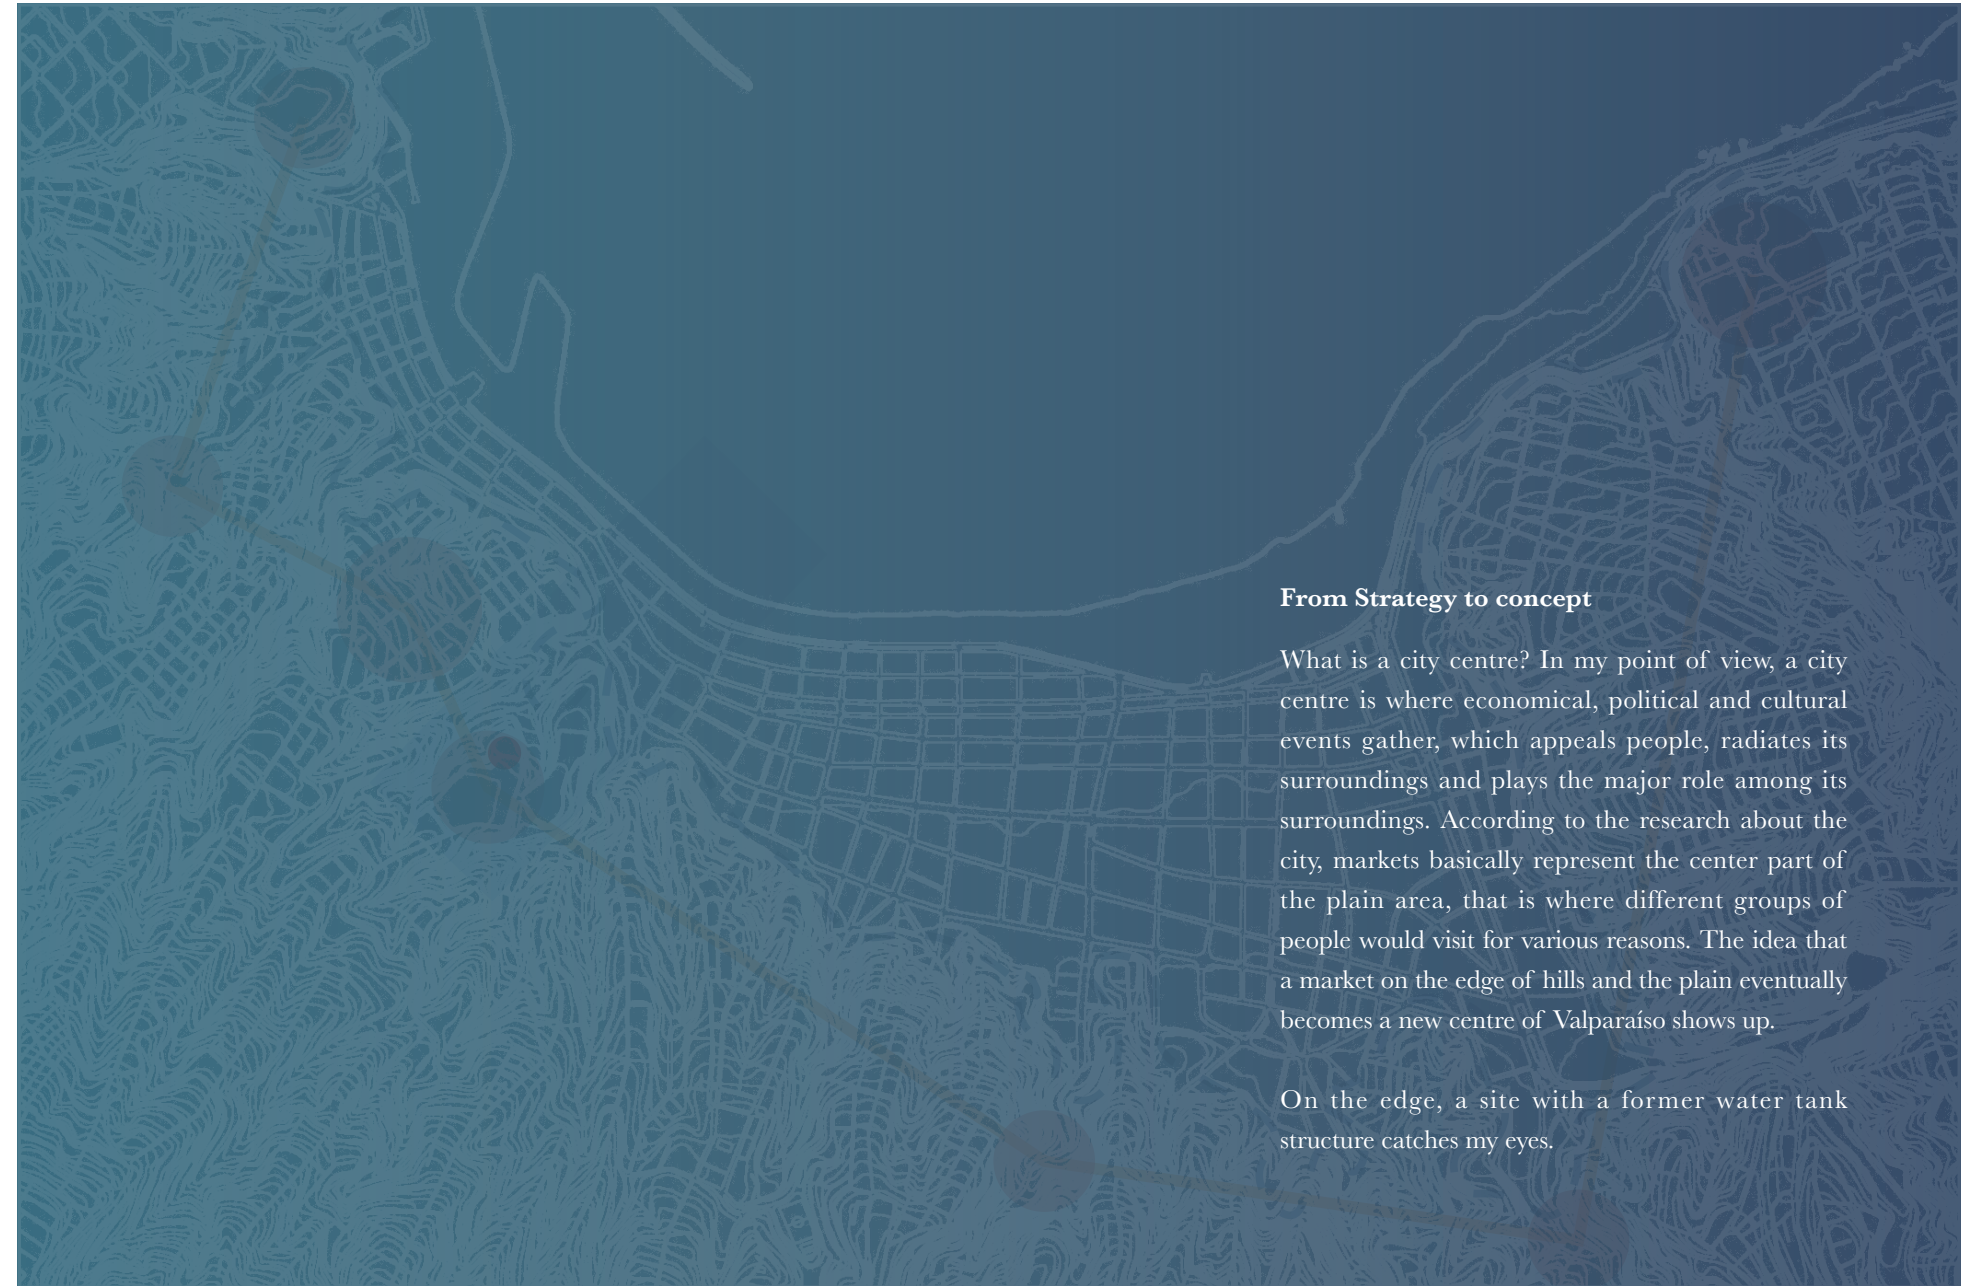 From Strategy to concept
What is a city centre? In my point of view, a city
centre is where economical, political and cultural
events gather, which appeals people, radiates its
surroundings and plays the major role among its
surroundings. According to the research about the
city, markets basically represent the center part of
the plain area, that is where different groups of
people would visit for various reasons. The idea that
a market on the edge of hills and the plain eventually
becomes a new centre of Valparaíso shows up.
On the edge, a site with a former water tank
structure catches my eyes.